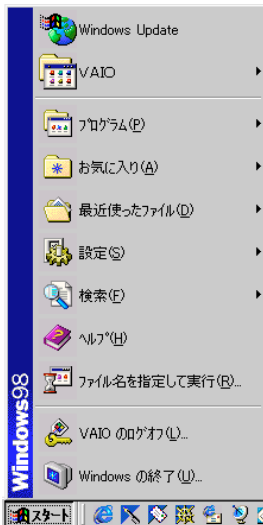 Windows Update
VAIO
ﾌﾟﾛｸﾞﾗﾑ(P)
お気に入り(A)
最近使ったﾌｧｲﾙ(D)
設定(S)
検索(F)
ﾍﾙﾌﾟ(H)
ﾌｧｲﾙ名を指定して実行(R)...
VAIO のﾛｸﾞｵﾌ(L)...
Windows の終了(U)...
Windows98
スタート